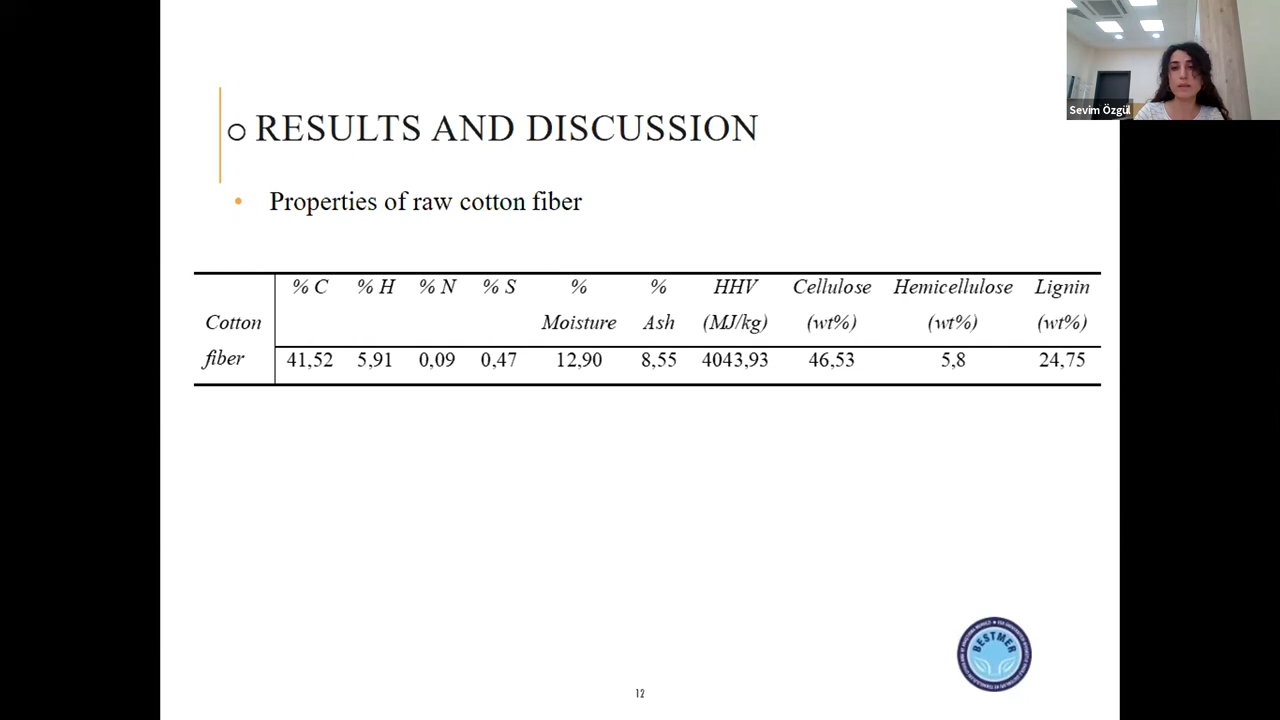 Sevim Özgül
RESULTS AND DISCUSSION
Properties of raw cotton fiber
% C % H % N % S % HHV Cellulose Hemicellulose Lignin
Cotton Moisture Ash (MJ/kg) (wt%) (wt%) (wt%)
fiber 41,52 5,91 0,09 0,47 12,90 8,55 4043,93 46,53 5,8 24,75
BESTMER
12